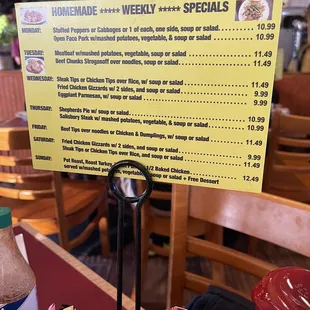 HOMEMADE ***** WEEKLY ***** SPECIALS
MONDAY: Stuffed Peppers or Cabbages or 1 of each, one side, soup or salad 10.99
Open Face Pork w/mashed potatoes, vegetable, & soup or salad 10.99
TUESDAY: Meatloaf w/mashed potatoes, vegetable, soup or salad 11.49
Beef Chunks Stroganoff over noodles, soup or salad 11.49
WEDNESDAY: Steak Tips or Chicken Tips over Rice, w/ soup or salad 11.49
Fried Chicken Gizzards w/ 2 sides, and soup or salad 9.99
Eggplant Parmesan, w/ soup or salad 9.99
THURSDAY: Shepherds Pie w/ soup or salad 10.99
Salisbury Steak w/ mashed potatoes, vegetable, & soup or salad 10.99
FRIDAY: Beef Tips over noodles or Chicken & Dumplings, w/ soup or salad 11.49
SATURDAY: Fried Chicken Gizzards w/ 2 sides, and soup or salad 9.99
Steak Tips or Chicken Tips over Rice, and soup or salad 11.49
SUNDAY: Pot Roast, Roast Turkey 1/2 Baked Chicken
served w/ Potato, vegetable, & soup or salad + Free Dessert 12.49